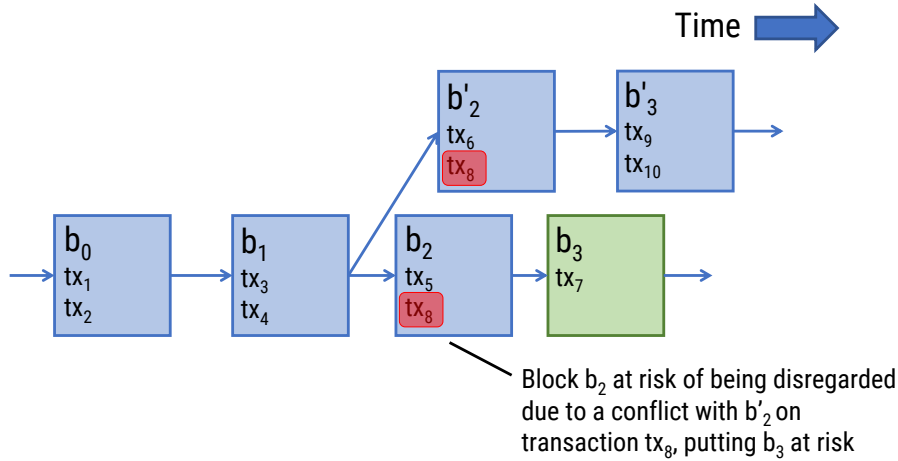 Time
b'₂
tx₆
tx₈
b'₃
tx₉
tx₁₀
b₀
tx₁
tx₂
b₁
tx₃
tx₄
b₂
tx₅
tx₈
b₃
tx₇
Block b₂ at risk of being disregarded
due to a conflict with b’₂ on
transaction tx₈, putting b₃ at risk